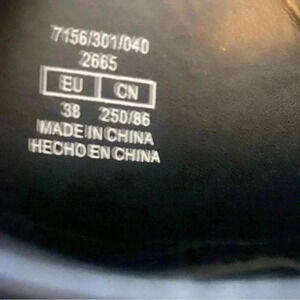 7156/301/040
2665
EU CN
38 250/86
MADE IN CHINA
HECHO EN CHINA